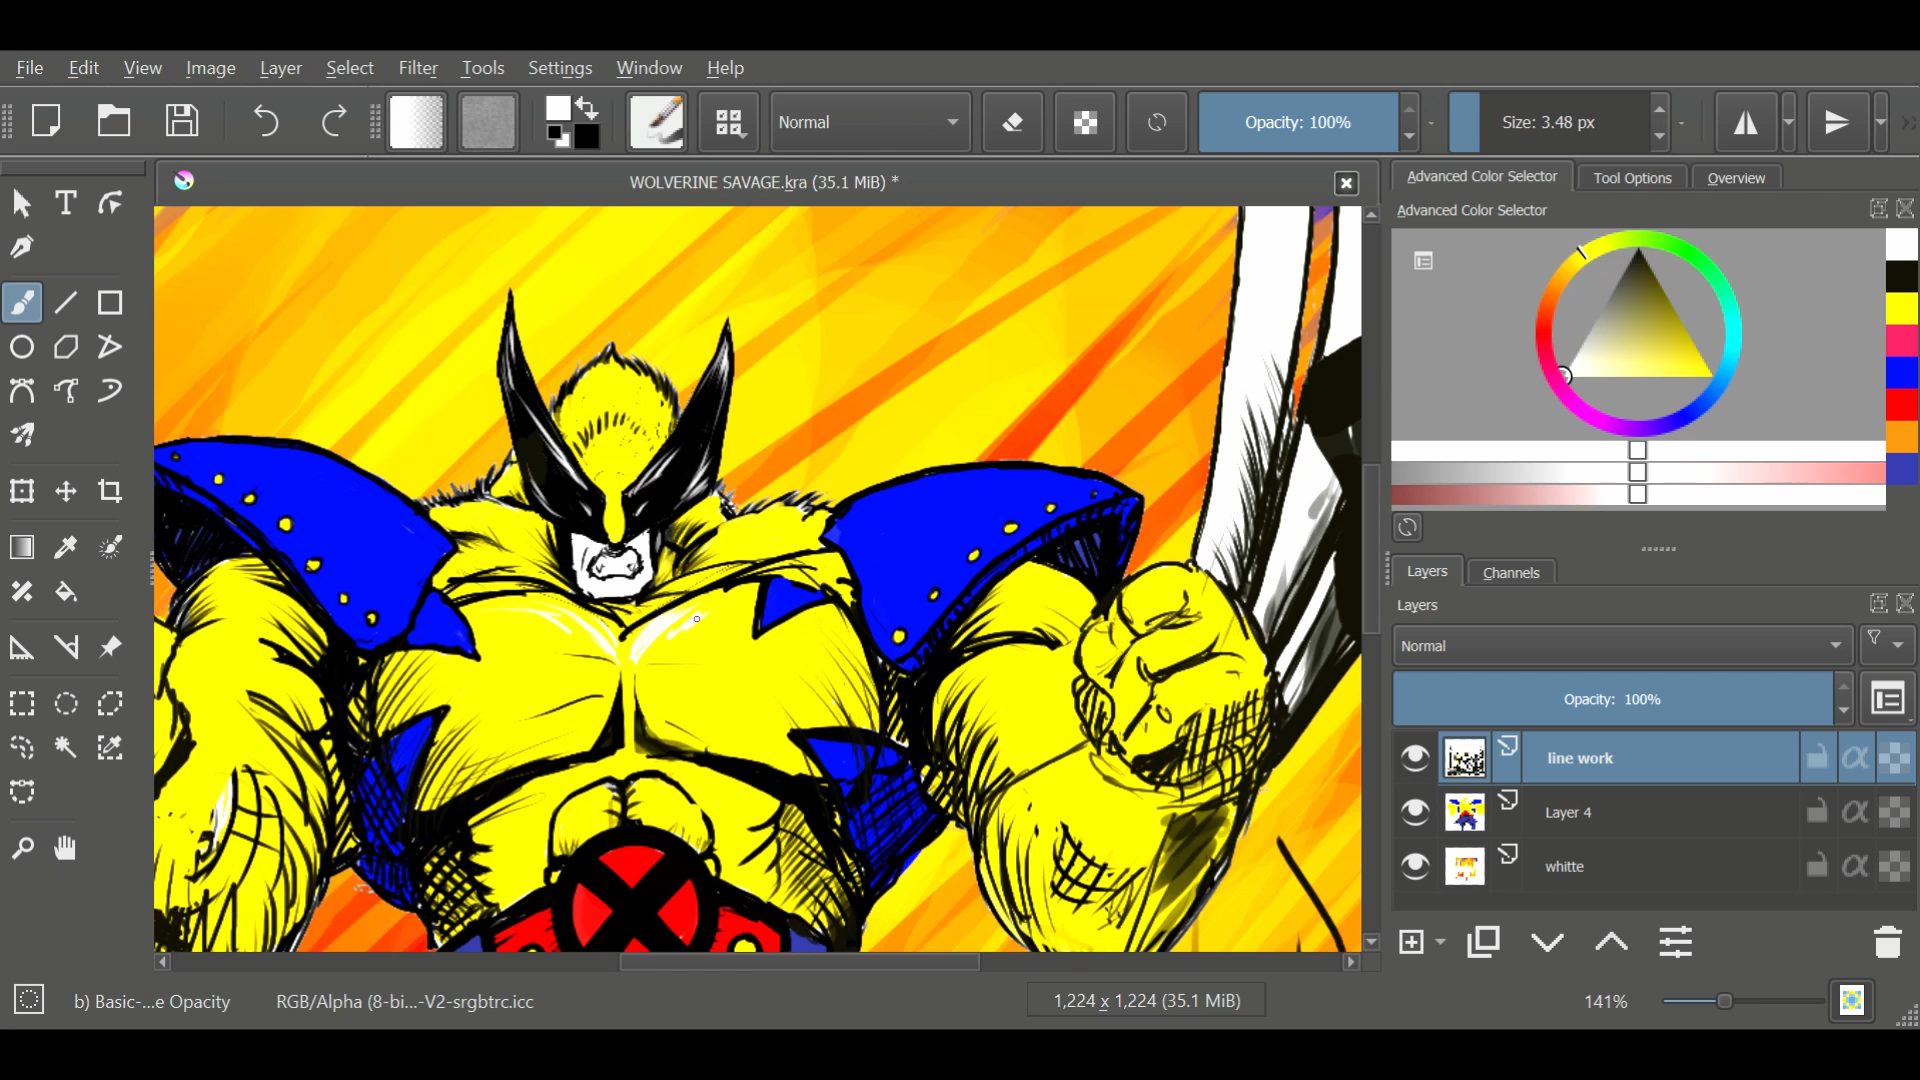 File Edit View Image Layer Select Filter Tools Settings Window Help
Normal Opacity: 100% Size: 3.48 px
WOLVERINE SAVAGE.kra (35.1 MiB) *
Advanced Color Selector Tool Options Overview
Advanced Color Selector
Layers Channels
Layers
Normal
Opacity: 100%
line work
Layer 4
whitte
b) Basic-...e Opacity RGB/Alpha (8-bi...-V2-srgbtrc.icc 1,224 x 1,224 (35.1 MiB) 141%